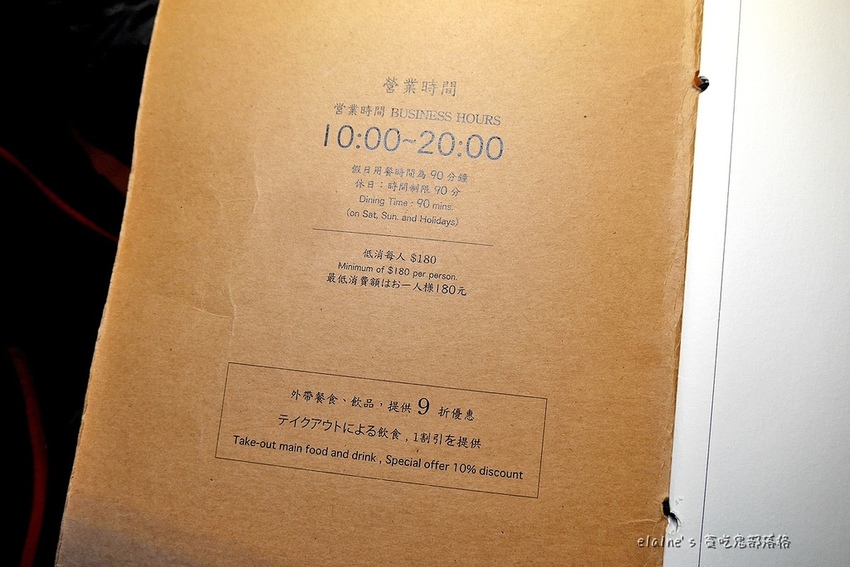 營業時間
営業時間 BUSINESS HOURS
10:00~20:00
假日用餐時間為 90 分鐘
休日：時間制限 90 分
Dining Time - 90 mins.
(on Sat, Sun. and Holidays)
低消每人 $180
Minimum of $180 per person.
最低消費額はお一人様180元
外帶餐食、飲品，提供 9 折優惠
テイクアウトによる飲食 , 1割引を提供
Take-out main food and drink , Special offer 10% discount
elaine's 貪吃鬼部落格